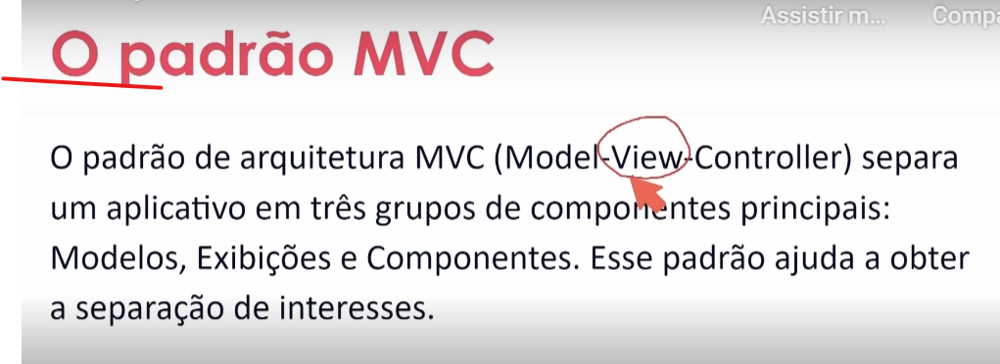 Assistir m...
O padrão MVC
O padrão de arquitetura MVC (Model-View-Controller) separa
um aplicativo em três grupos de componentes principais:
Modelos, Exibições e Componentes. Esse padrão ajuda a obter
a separação de interesses.